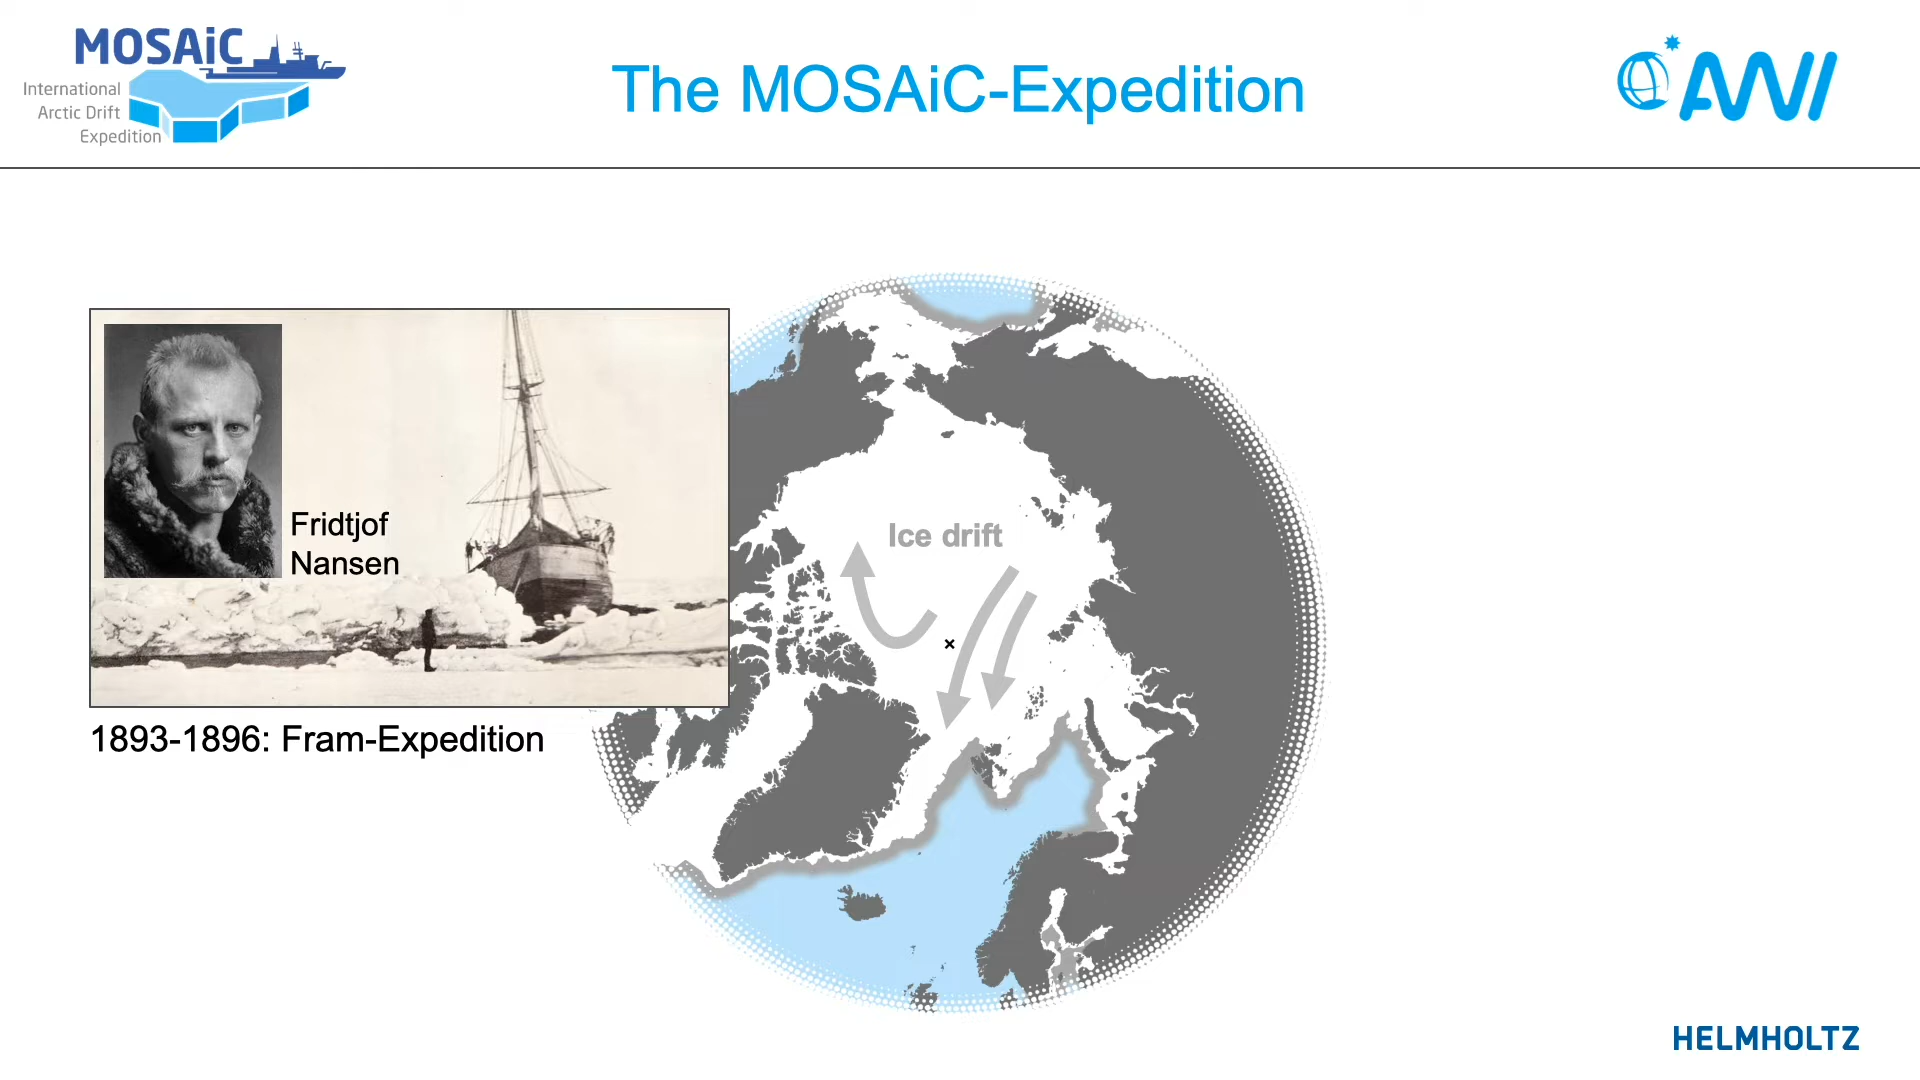 MOSAiC
International
Arctic Drift
Expedition
The MOSAiC-Expedition
AWI
Fridtjof
Nansen
Ice drift
1893-1896: Fram-Expedition
HELMHOLTZ